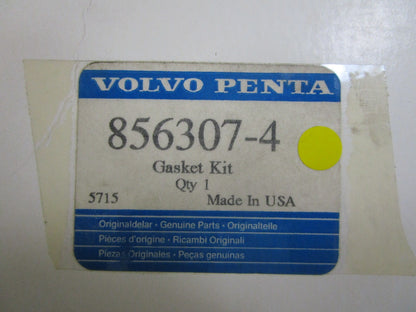 VOLVO PENTA
856307-4
Gasket Kit
Qty 1
5715 Made In USA
Originaldelar · Genuine Parts · Originalteile
Pièces d'origine · Ricambi Originali
Piezas Originales · Peças genuinas